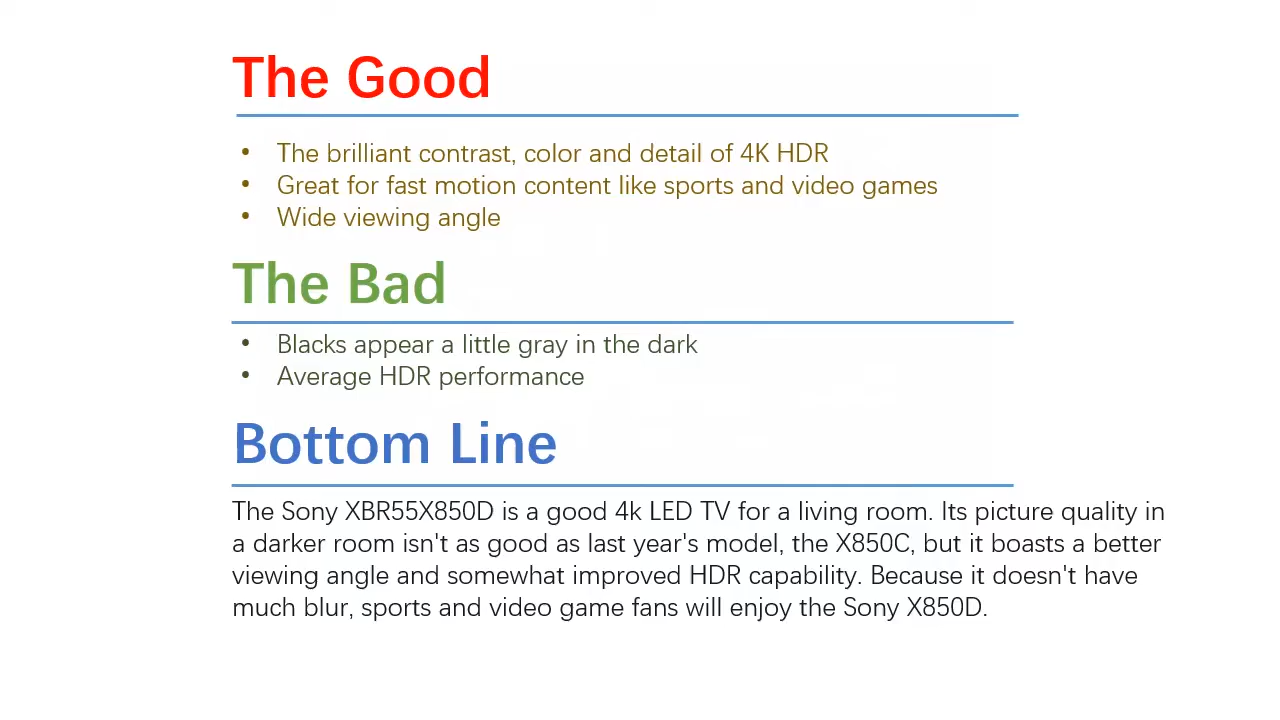 The Good
• The brilliant contrast, color and detail of 4K HDR
• Great for fast motion content like sports and video games
• Wide viewing angle
The Bad
• Blacks appear a little gray in the dark
• Average HDR performance
Bottom Line
The Sony XBR55X850D is a good 4k LED TV for a living room. Its picture quality in
a darker room isn't as good as last year's model, the X850C, but it boasts a better
viewing angle and somewhat improved HDR capability. Because it doesn't have
much blur, sports and video game fans will enjoy the Sony X850D.